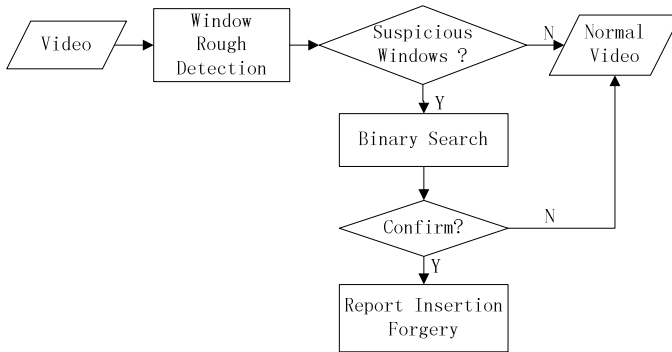 Video
Window
Rough
Detection
Suspicious
Windows ?
N
Normal
Video
Y
Binary Search
Confirm?
N
Y
Report Insertion
Forgery